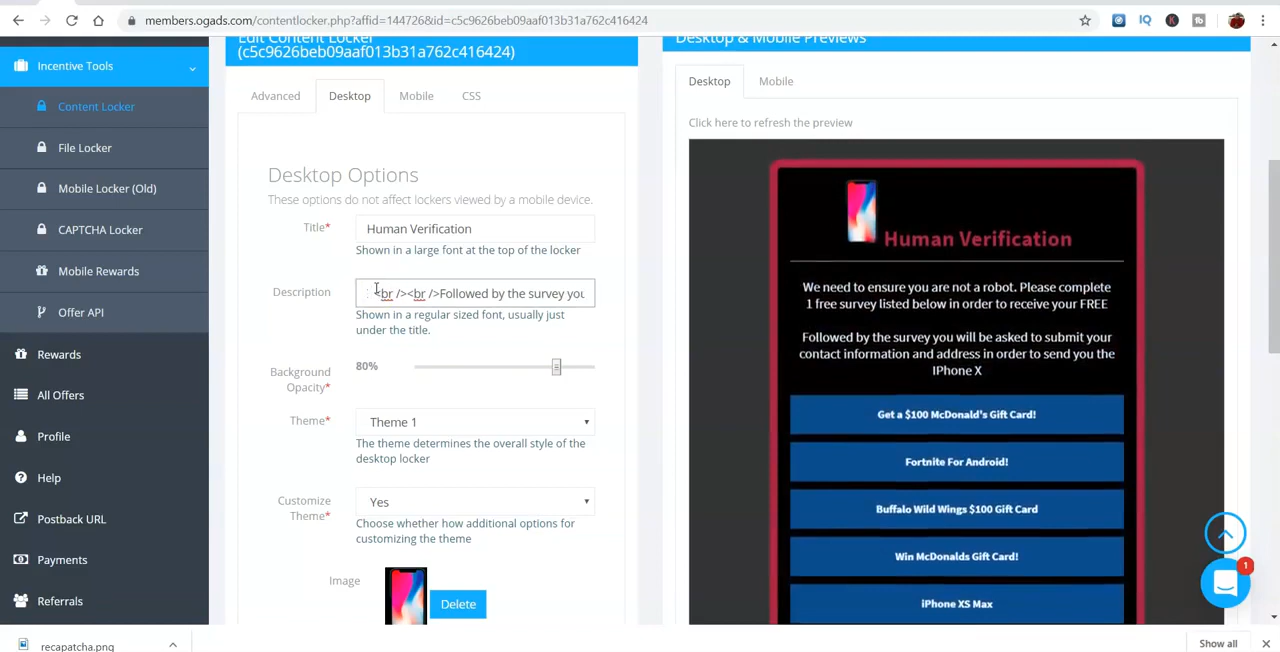 members.ogads.com/contentlocker.php?affid=144726&id=c5c9626beb09aaf013b31a762c416424
IQ
K
tb
Incentive Tools
Content Locker
File Locker
Mobile Locker (Old)
CAPTCHA Locker
Mobile Rewards
Offer API
Rewards
All Offers
Profile
Help
Postback URL
Payments
Referrals
Edit Content Locker
(c5c9626beb09aaf013b31a762c416424)
Advanced
Desktop
Mobile
CSS
Desktop Options
These options do not affect lockers viewed by a mobile device.
Title*
Human Verification
Shown in a large font at the top of the locker
Description
<br /><br />Followed by the survey you
Shown in a regular sized font, usually just
under the title.
Background
Opacity*
80%
Theme*
Theme 1
The theme determines the overall style of the
desktop locker
Customize
Theme*
Yes
Choose whether how additional options for
customizing the theme
Image
Delete
Desktop & Mobile Previews
Desktop
Mobile
Click here to refresh the preview
Human Verification
We need to ensure you are not a robot. Please complete
1 free survey listed below in order to receive your FREE
Followed by the survey you will be asked to submit your
contact information and address in order to send you the
IPhone X
Get a $100 McDonald's Gift Card!
Fortnite For Android!
Buffalo Wild Wings $100 Gift Card
Win McDonalds Gift Card!
iPhone XS Max
1
recapatcha.png
Show all